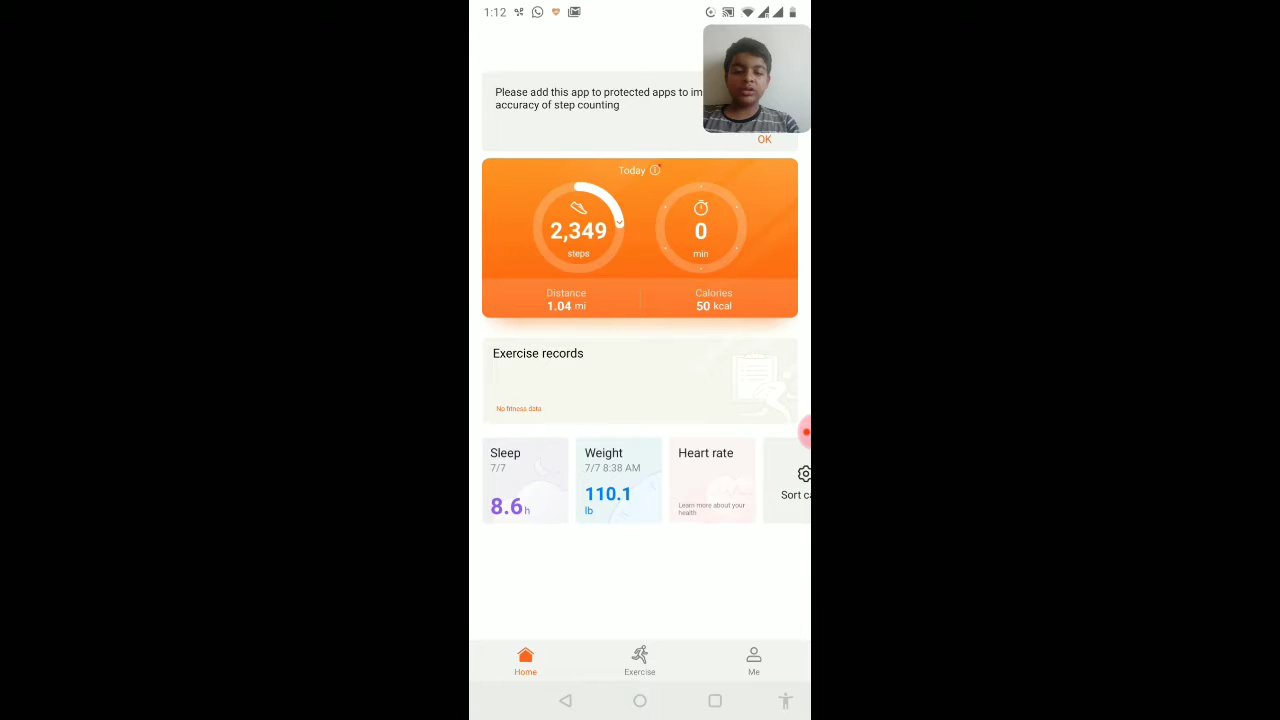 1:12
Please add this app to protected apps to im
accuracy of step counting
OK
Today
2,349
steps
0
min
Distance
1.04 mi
Calories
50 kcal
Exercise records
No fitness data
Sleep
7/7
8.6 h
Weight
7/7 8:38 AM
110.1
lb
Heart rate
Learn more about your
health
Sort ca
Home
Exercise
Me